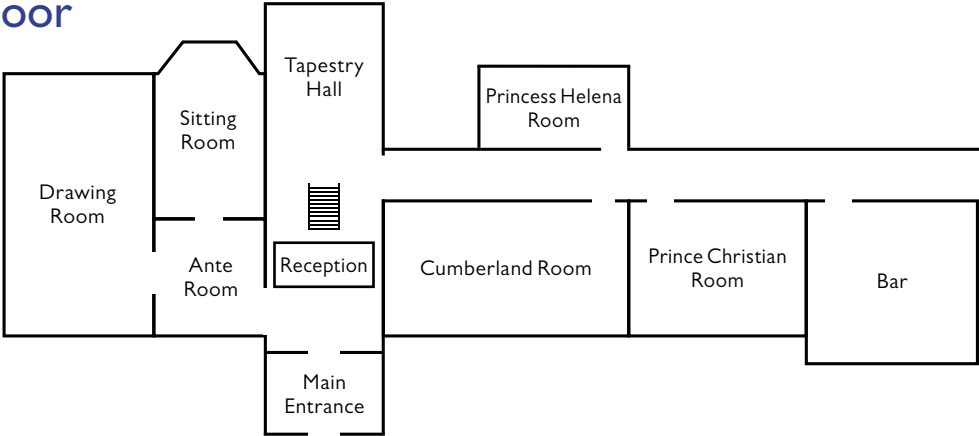 oor
Tapestry
Hall
Princess Helena
Room
Sitting
Room
Drawing
Room
Ante
Room
Reception
Cumberland Room
Prince Christian
Room
Bar
Main
Entrance